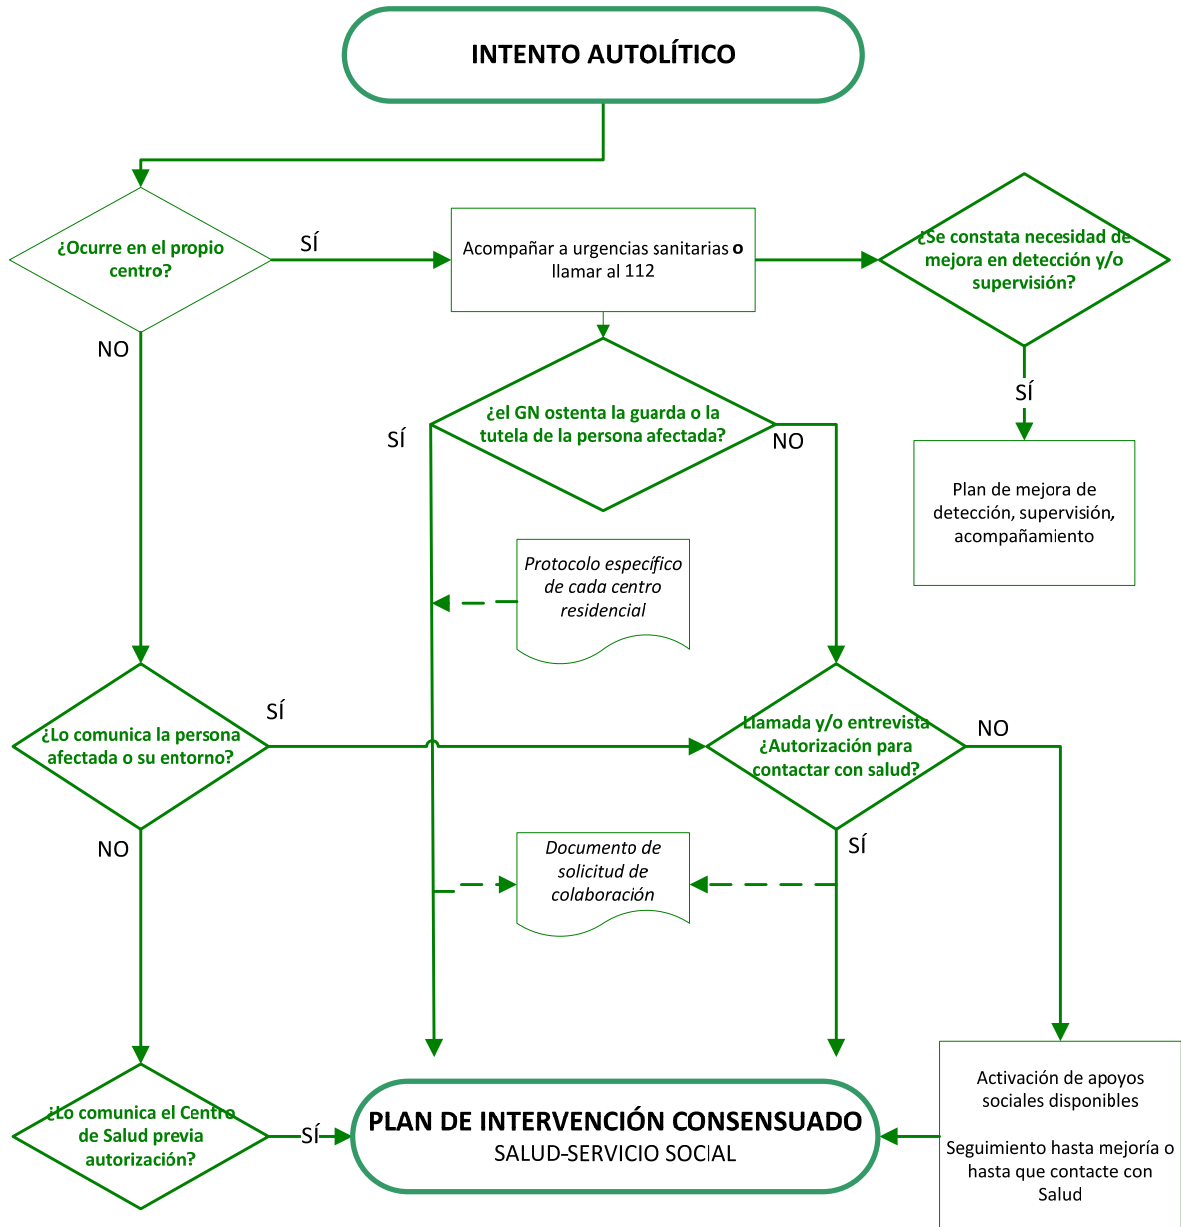 INTENTO AUTOLÍTICO
¿Ocurre en el propio
centro?
SÍ
Acompañar a urgencias sanitarias o
llamar al 112
¿Se constata necesidad de
mejora en detección y/o
supervisión?
NO
SÍ
¿el GN ostenta la guarda o la
tutela de la persona afectada?
SÍ
NO
Plan de mejora de
detección, supervisión,
acompañamiento
Protocolo específico
de cada centro
residencial
¿Lo comunica la persona
afectada o su entorno?
SÍ
Llamada y/o entrevista
¿Autorización para
contactar con salud?
NO
NO
SÍ
Documento de
solicitud de
colaboración
¿Lo comunica el Centro
de Salud previa
autorización?
SÍ
PLAN DE INTERVENCIÓN CONSENSUADO
SALUD-SERVICIO SOCIAL
Activación de apoyos
sociales disponibles
Seguimiento hasta mejoría o
hasta que contacte con
Salud